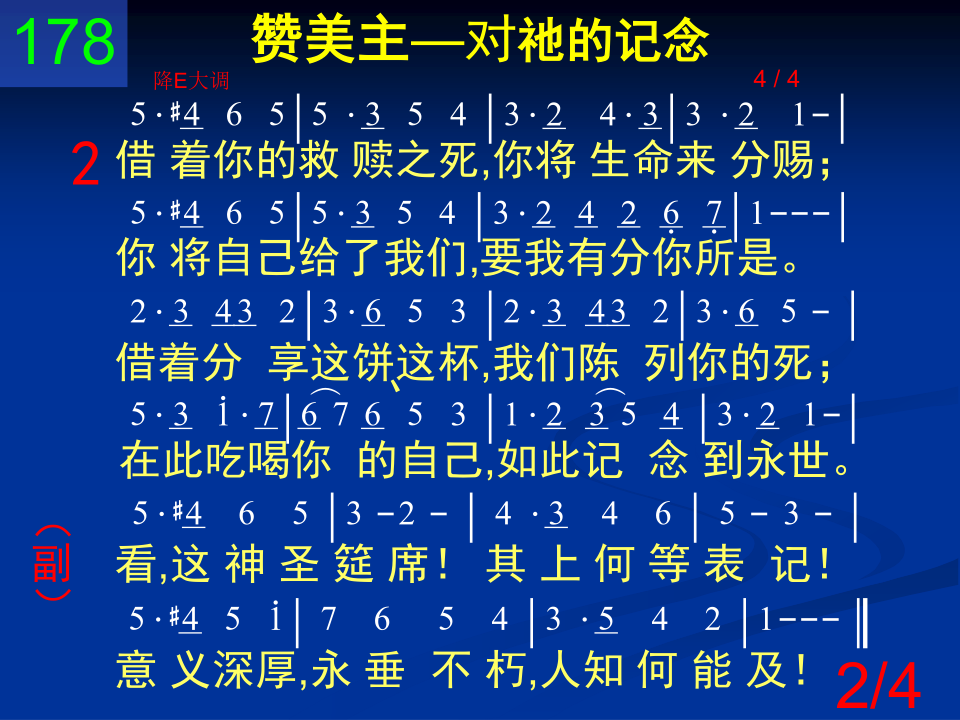 178 赞美主—对祂的记念
降E大调 4 / 4
5 · #4 6 5 | 5 · 3 5 4 | 3 · 2 4 · 3 | 3 · 2 1 - |
2 借 着你的救 赎之死,你将 生命来 分赐；
5 · #4 6 5 | 5 · 3 5 4 | 3 · 2 4 2 6 7 | 1 - - - |
你 将自己给了我们,要我有分你所是。
2 · 3 43 2 | 3 · 6 5 3 | 2 · 3 43 2 | 3 · 6 5 - |
借着分 享这饼、这杯,我们陈 列你的死；
5 · 3 i · 7 | 6 7 6 5 3 | 1 · 2 3 5 4 | 3 · 2 1 - |
在此吃喝你 的自己,如此记 念 到永世。
5 · #4 6 5 | 3 - 2 - | 4 · 3 4 6 | 5 - 3 - |
（副） 看,这 神 圣 筵 席！ 其 上 何 等 表 记！
5 · #4 5 i | 7 6 5 4 | 3 · 5 4 2 | 1 - - - ‖
意 义深厚,永 垂 不 朽,人知 何 能 及！
2/4